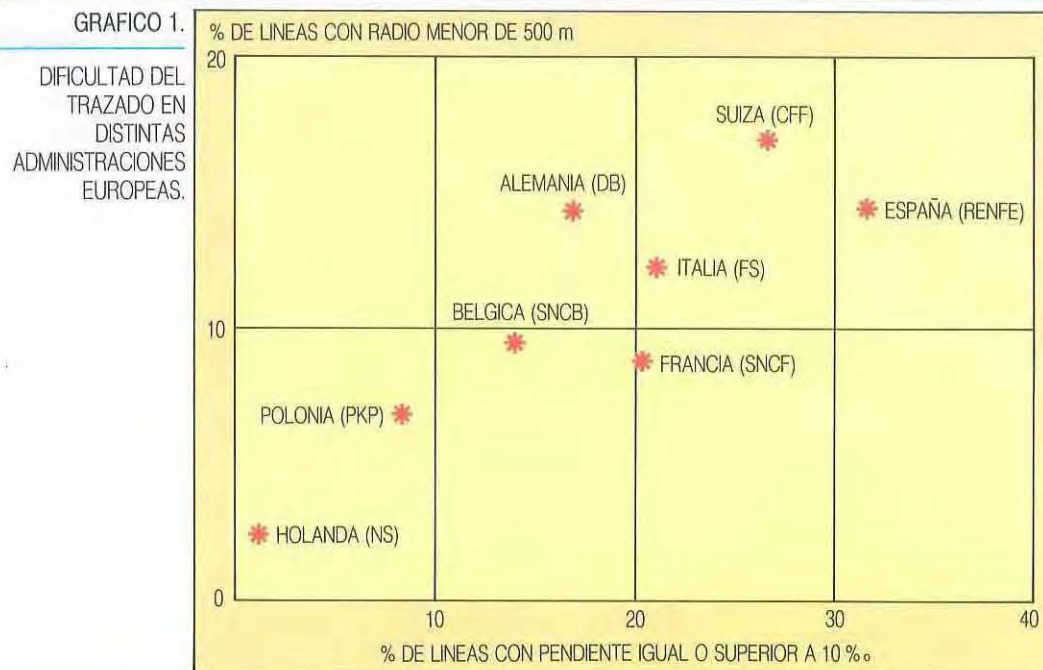 GRAFICO 1.
DIFICULTAD DEL
TRAZADO EN
DISTINTAS
ADMINISTRACIONES
EUROPEAS.
% DE LINEAS CON RADIO MENOR DE 500 m
20
SUIZA (CFF)
ALEMANIA (DB)
ESPAÑA (RENFE)
ITALIA (FS)
BELGICA (SNCB)
10
FRANCIA (SNCF)
POLONIA (PKP)
HOLANDA (NS)
0
10 20 30 40
% DE LINEAS CON PENDIENTE IGUAL O SUPERIOR A 10 ‰